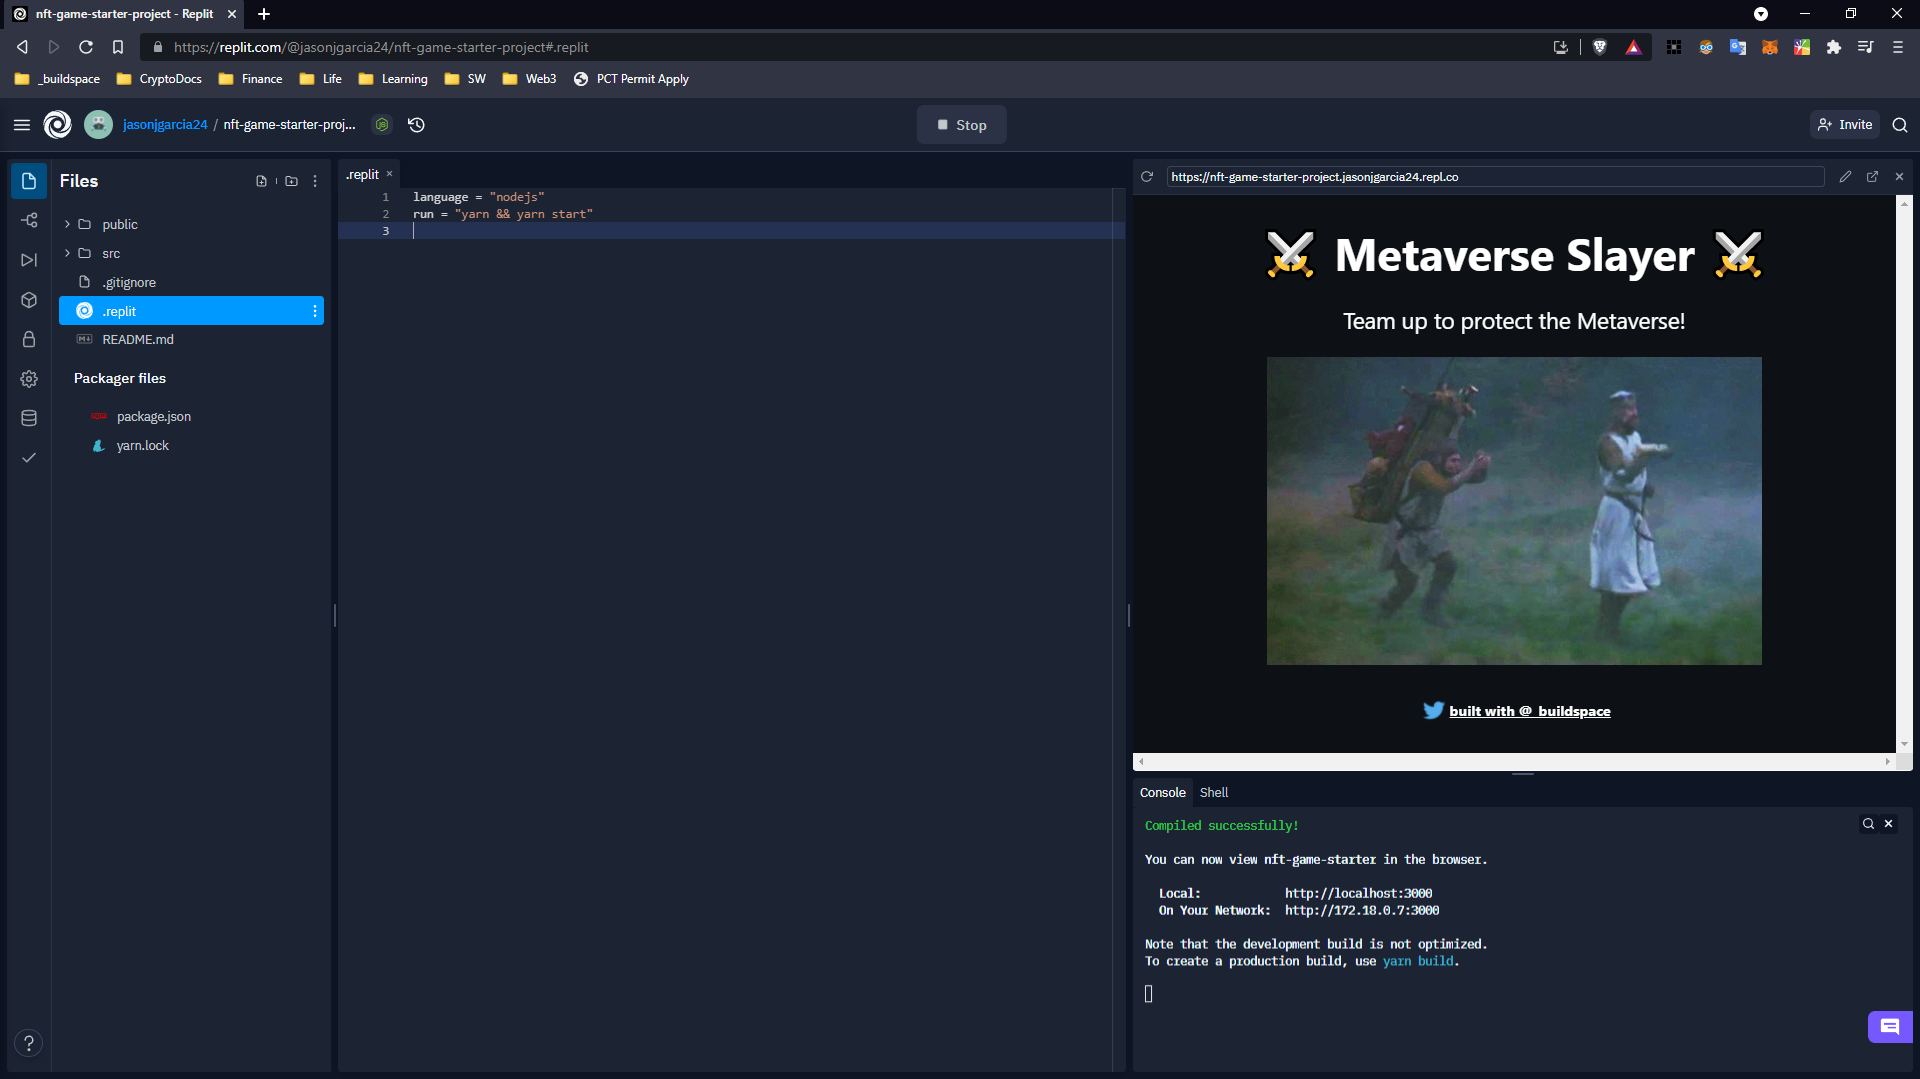 nft-game-starter-project - Replit
https://replit.com/@jasonjgarcia24/nft-game-starter-project#.replit
_buildspace CryptoDocs Finance Life Learning SW Web3 PCT Permit Apply
jasonjgarcia24 / nft-game-starter-proj...
Stop
Invite
Files
public
src
.gitignore
.replit
README.md
Packager files
package.json
yarn.lock
.replit
1 language = "nodejs"
2 run = "yarn && yarn start"
3
https://nft-game-starter-project.jasonjgarcia24.repl.co
⚔️ Metaverse Slayer ⚔️
Team up to protect the Metaverse!
built with @_buildspace
Console Shell
Compiled successfully!
You can now view nft-game-starter in the browser.
Local: http://localhost:3000
On Your Network: http://172.18.0.7:3000
Note that the development build is not optimized.
To create a production build, use yarn build.